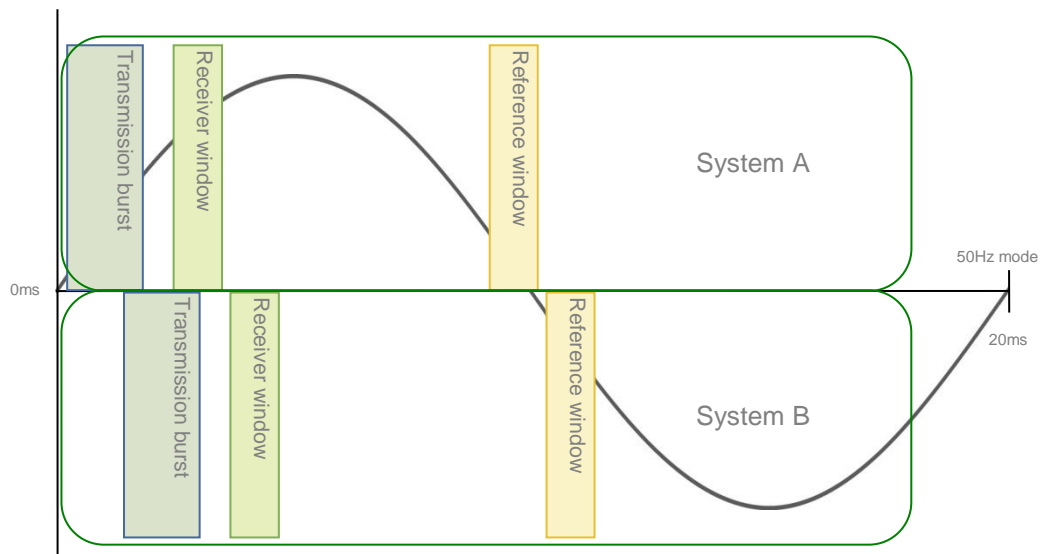 Transmission burst
Receiver window
Reference window
System A
50Hz mode
0ms
20ms
Transmission burst
Receiver window
Reference window
System B